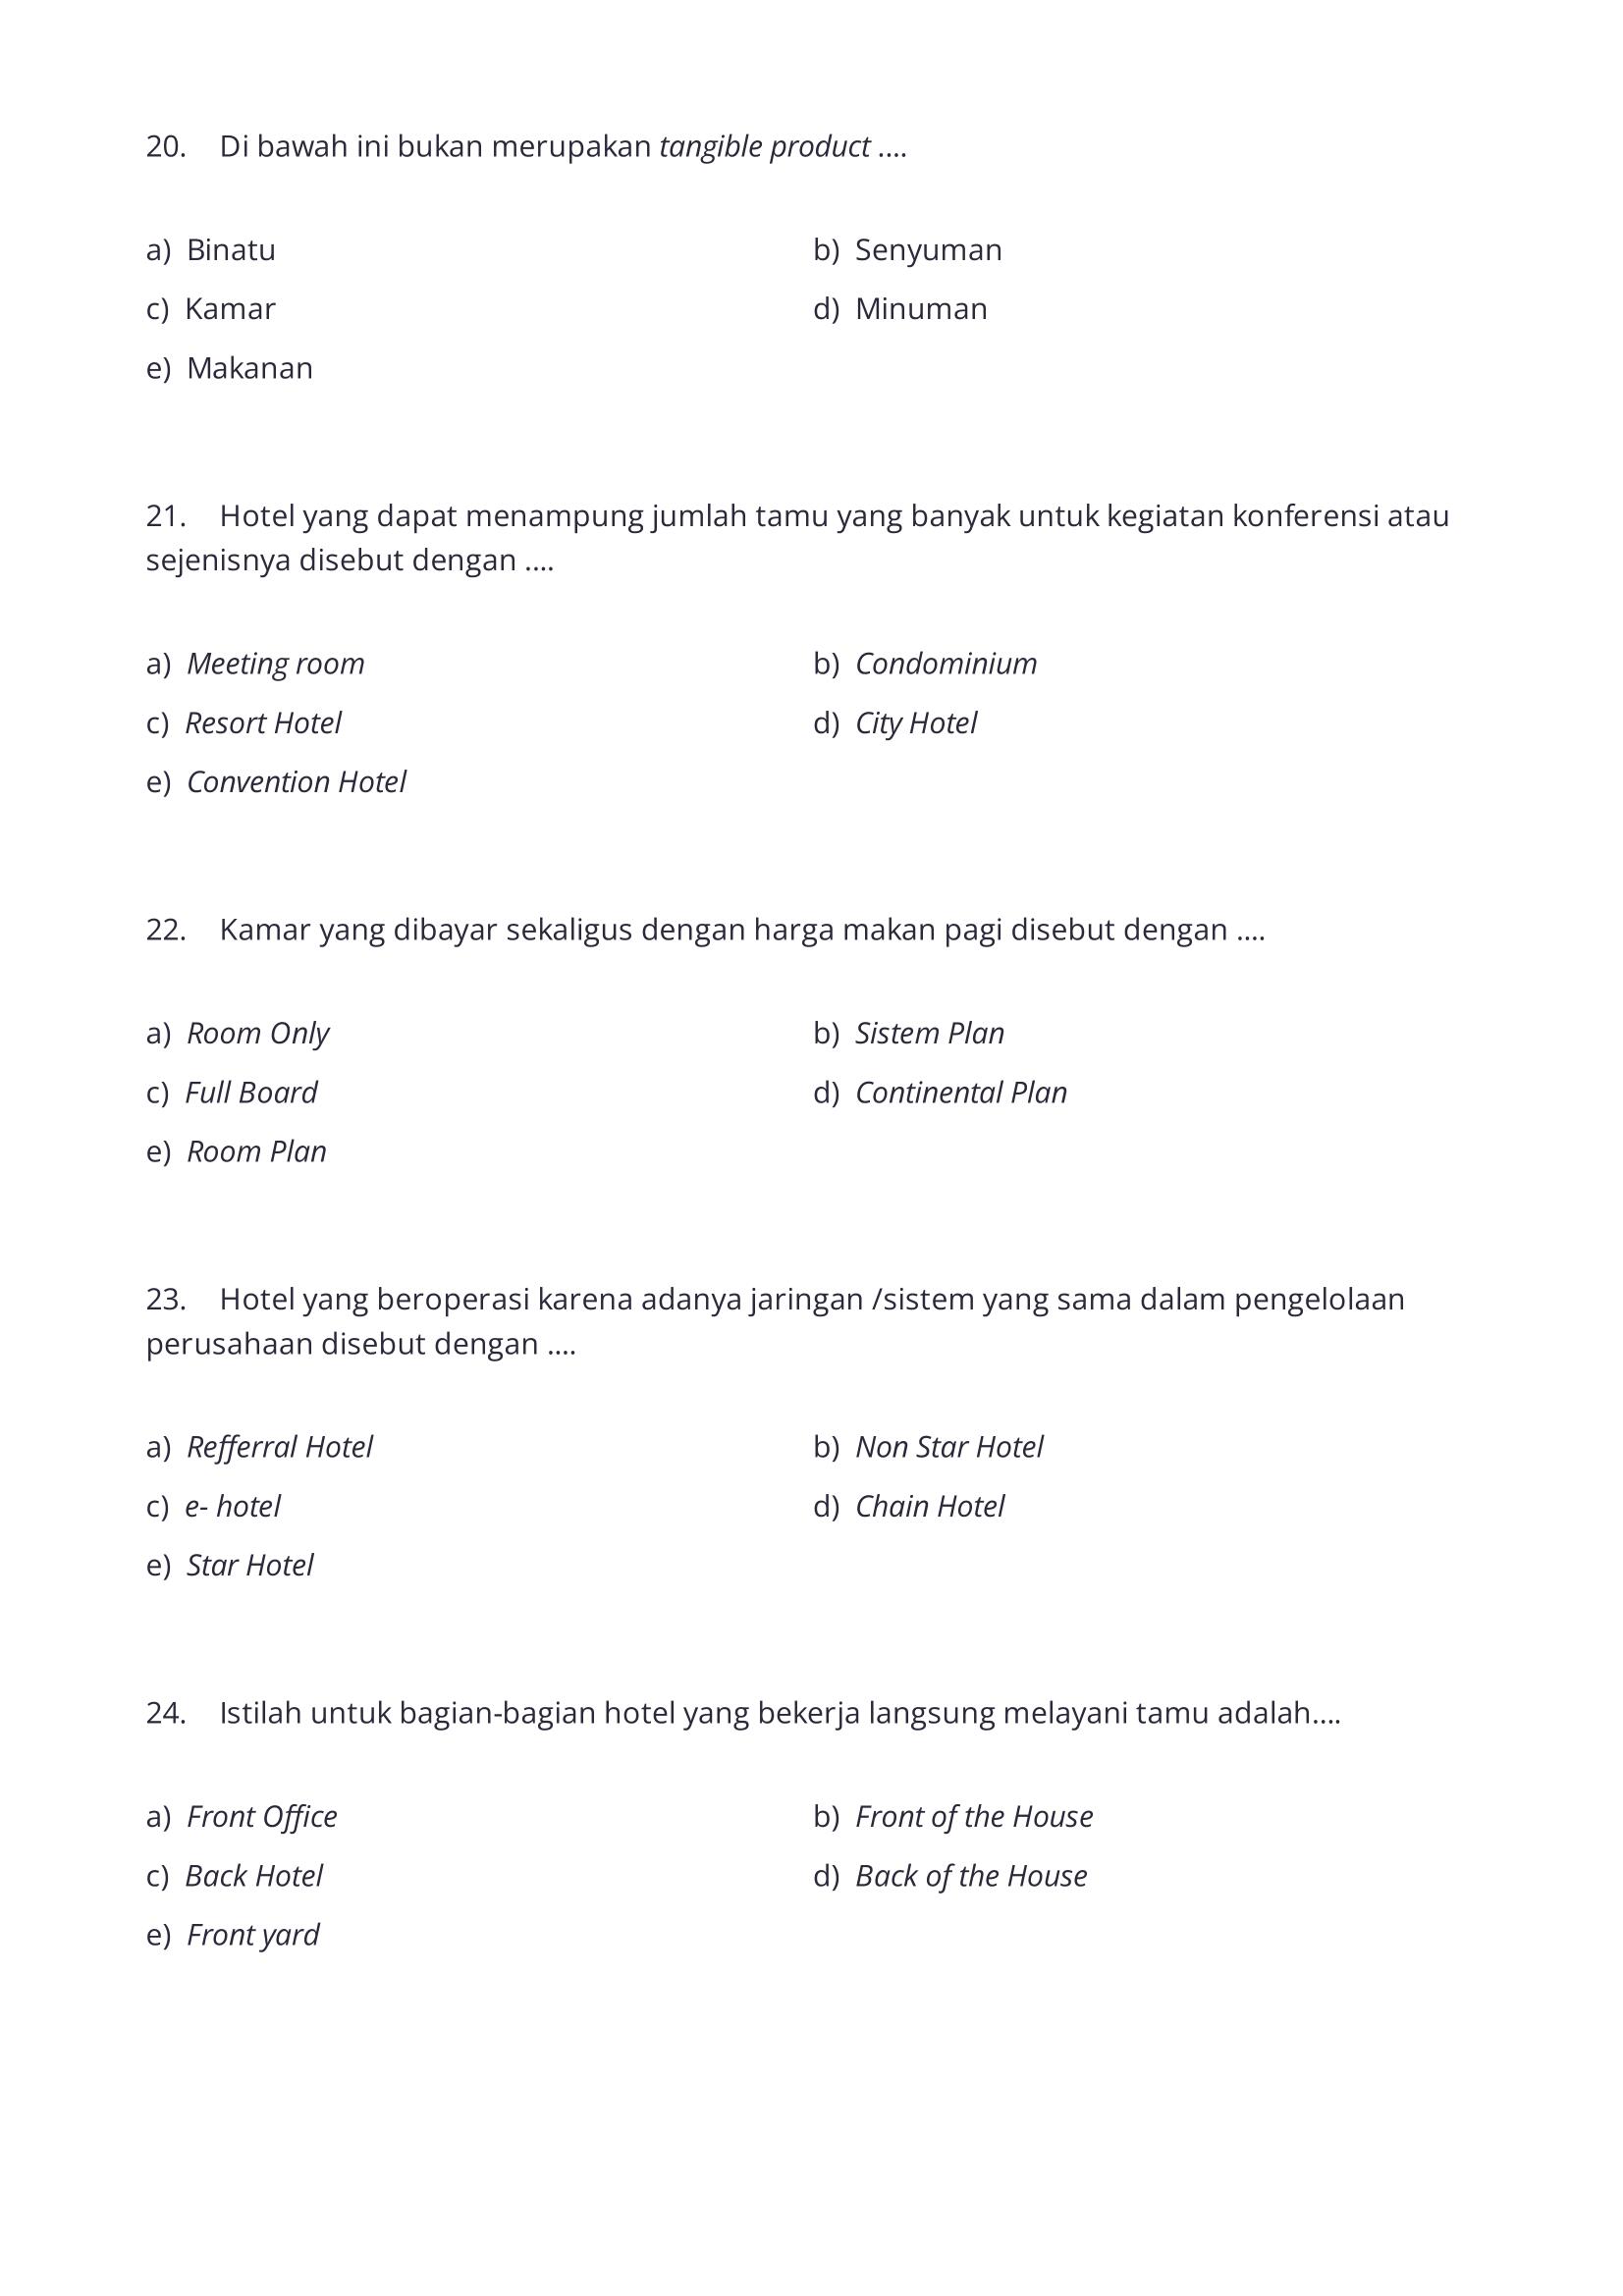 20. Di bawah ini bukan merupakan tangible product ....
a) Binatu
b) Senyuman
c) Kamar
d) Minuman
e) Makanan
21. Hotel yang dapat menampung jumlah tamu yang banyak untuk kegiatan konferensi atau
sejenisnya disebut dengan ....
a) Meeting room
b) Condominium
c) Resort Hotel
d) City Hotel
e) Convention Hotel
22. Kamar yang dibayar sekaligus dengan harga makan pagi disebut dengan ....
a) Room Only
b) Sistem Plan
c) Full Board
d) Continental Plan
e) Room Plan
23. Hotel yang beroperasi karena adanya jaringan /sistem yang sama dalam pengelolaan
perusahaan disebut dengan ....
a) Refferral Hotel
b) Non Star Hotel
c) e- hotel
d) Chain Hotel
e) Star Hotel
24. Istilah untuk bagian-bagian hotel yang bekerja langsung melayani tamu adalah....
a) Front Office
b) Front of the House
c) Back Hotel
d) Back of the House
e) Front yard